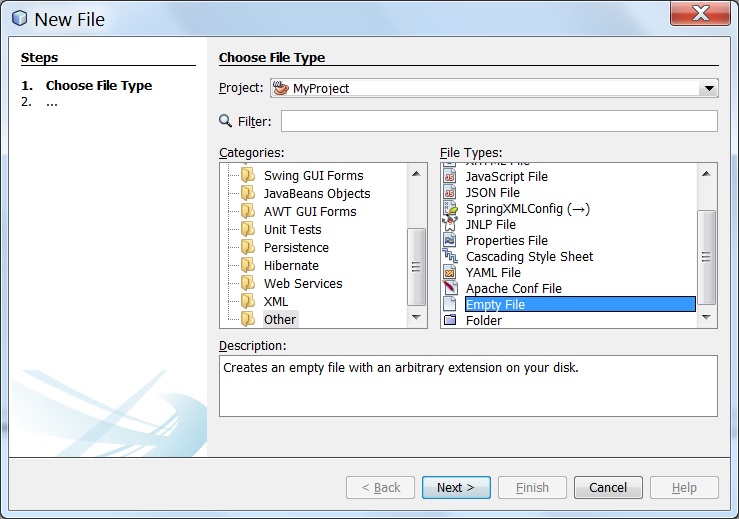 New File
Steps
1. Choose File Type
2. ...
Choose File Type
Project: MyProject
Filter:
Categories:
Swing GUI Forms
JavaBeans Objects
AWT GUI Forms
Unit Tests
Persistence
Hibernate
Web Services
XML
Other
File Types:
XHTML File
JavaScript File
JSON File
SpringXMLConfig (→)
JNLP File
Properties File
Cascading Style Sheet
YAML File
Apache Conf File
Empty File
Folder
Description:
Creates an empty file with an arbitrary extension on your disk.
< Back
Next >
Finish
Cancel
Help